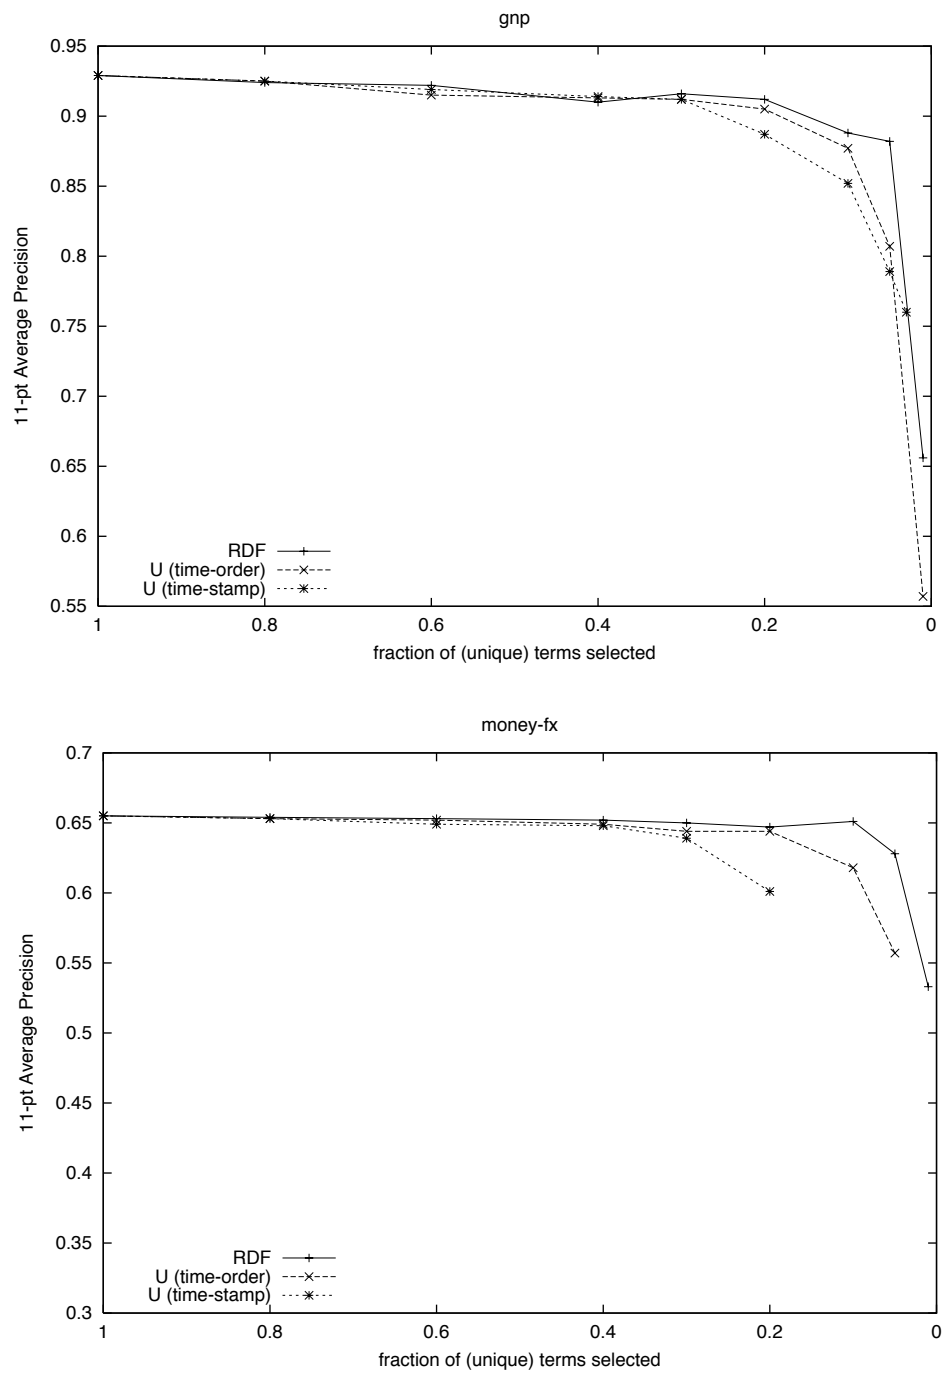 gnp
0.95
0.9
0.85
0.8
0.75
0.7
0.65
0.6
0.55
11-pt Average Precision
RDF
U (time-order)
U (time-stamp)
1 0.8 0.6 0.4 0.2 0
fraction of (unique) terms selected
money-fx
0.7
0.65
0.6
0.55
0.5
0.45
0.4
0.35
0.3
11-pt Average Precision
RDF
U (time-order)
U (time-stamp)
1 0.8 0.6 0.4 0.2 0
fraction of (unique) terms selected